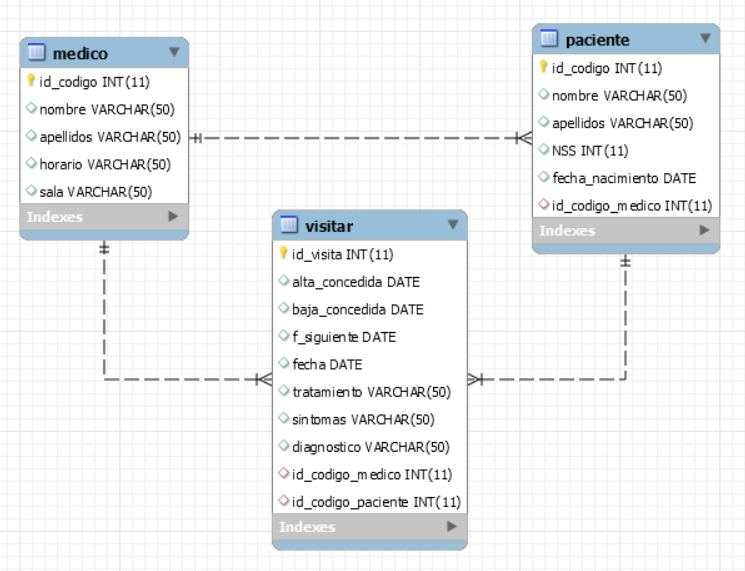 medico
id_codigo INT(11)
nombre VARCHAR(50)
apellidos VARCHAR(50)
horario VARCHAR(50)
sala VARCHAR(50)
Indexes
paciente
id_codigo INT(11)
nombre VARCHAR(50)
apellidos VARCHAR(50)
NSS INT(11)
fecha_nacimiento DATE
id_codigo_medico INT(11)
Indexes
visitar
id_visita INT(11)
alta_concedida DATE
baja_concedida DATE
f_siguiente DATE
fecha DATE
tratamiento VARCHAR(50)
sintomas VARCHAR(50)
diagnostico VARCHAR(50)
id_codigo_medico INT(11)
id_codigo_paciente INT(11)
Indexes